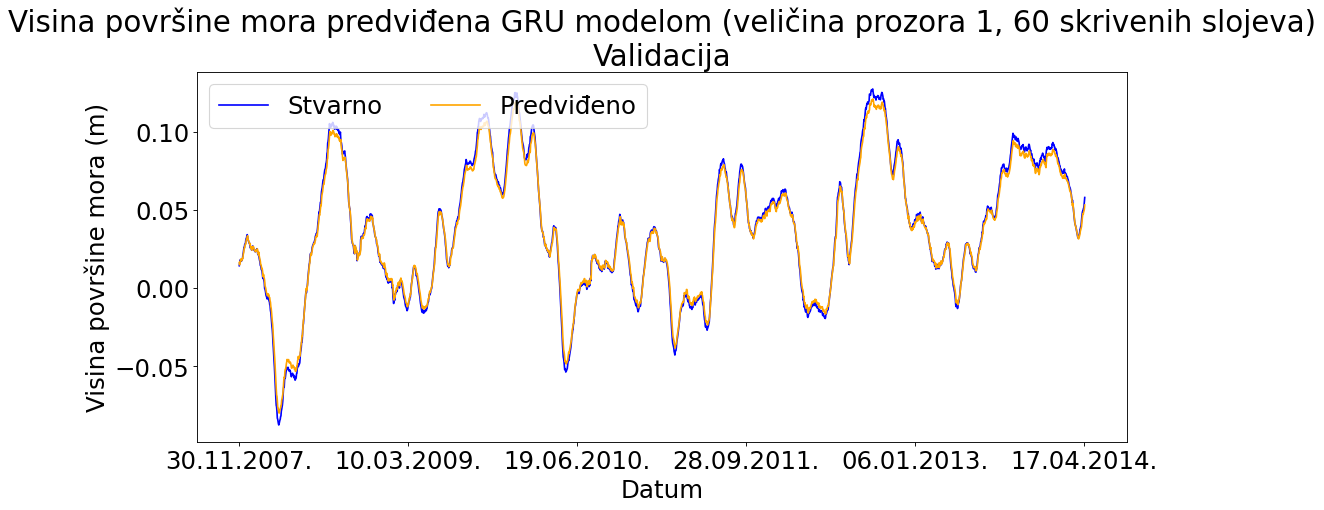 Visina površine mora predviđena GRU modelom (veličina prozora 1, 60 skrivenih slojeva)
Validacija
Stvarno
Predviđeno
Visina površine mora (m)
0.10
0.05
0.00
−0.05
30.11.2007. 10.03.2009. 19.06.2010. 28.09.2011. 06.01.2013. 17.04.2014.
Datum